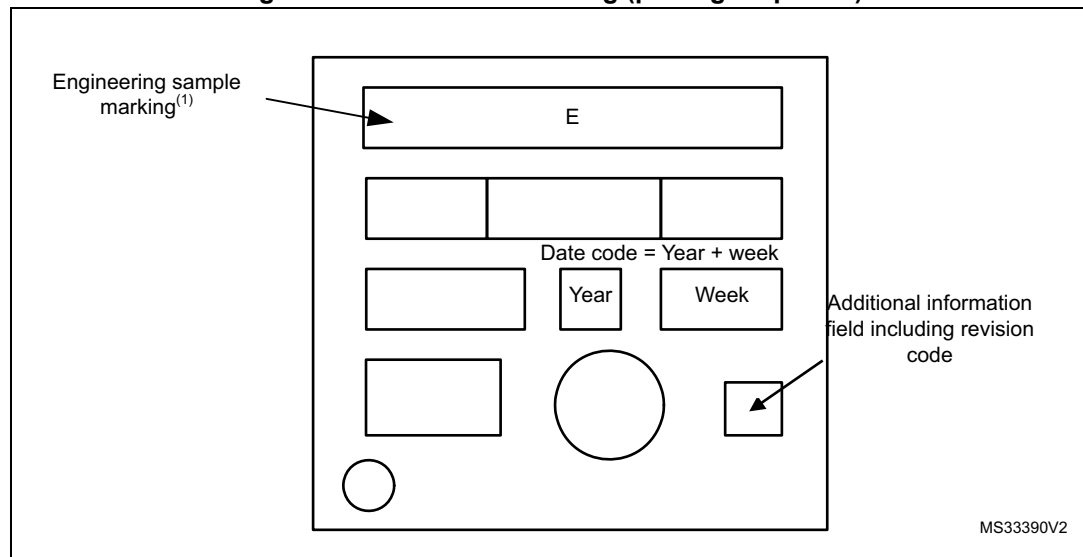 Engineering sample
marking(1)
E
Date code = Year + week
Year
Week
Additional information
field including revision
code
MS33390V2